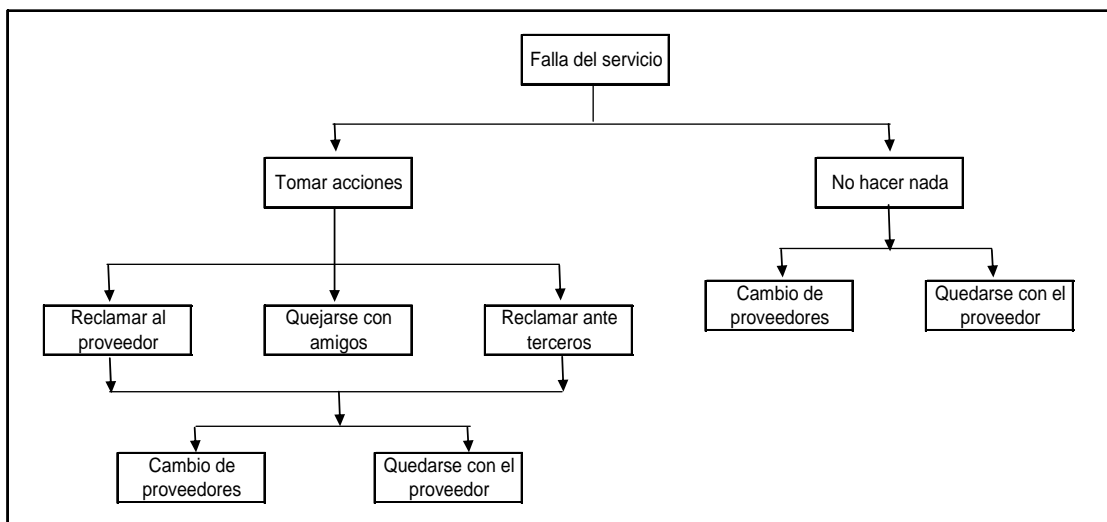 Falla del servicio
Tomar acciones
No hacer nada
Reclamar al
proveedor
Quejarse con
amigos
Reclamar ante
terceros
Cambio de
proveedores
Quedarse con el
proveedor
Cambio de
proveedores
Quedarse con el
proveedor